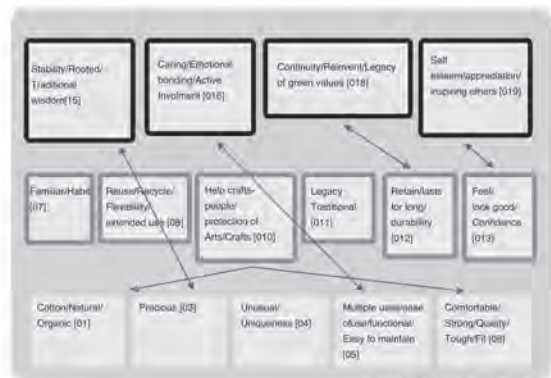 Stability/Rooted/
Traditional
wisdom[15]
Caring/Emotional
bonding/Active
Involment [016]
Continuity/Reinvent/Legacy
of green values [018]
Self
esteem/appreciation/
inspiring others [019]
Familiar/Habit
[07]
Reuse/Recycle/
Flexibility/
extended use [08]
Help crafts-
people/
protection of
Arts/Crafts [010]
Legacy
Traditional
[011]
Retain/lasts
for long/
durability
[012]
Feel/
look good/
Confidence
[013]
Cotton/Natural/
Organic [01]
Precious [03]
Unusual/
Uniqueness [04]
Multiple uses/ease
ofuse/functional/
Easy to maintain
[05]
Comfortable/
Strong/Quality/
Tough/Fit [06]